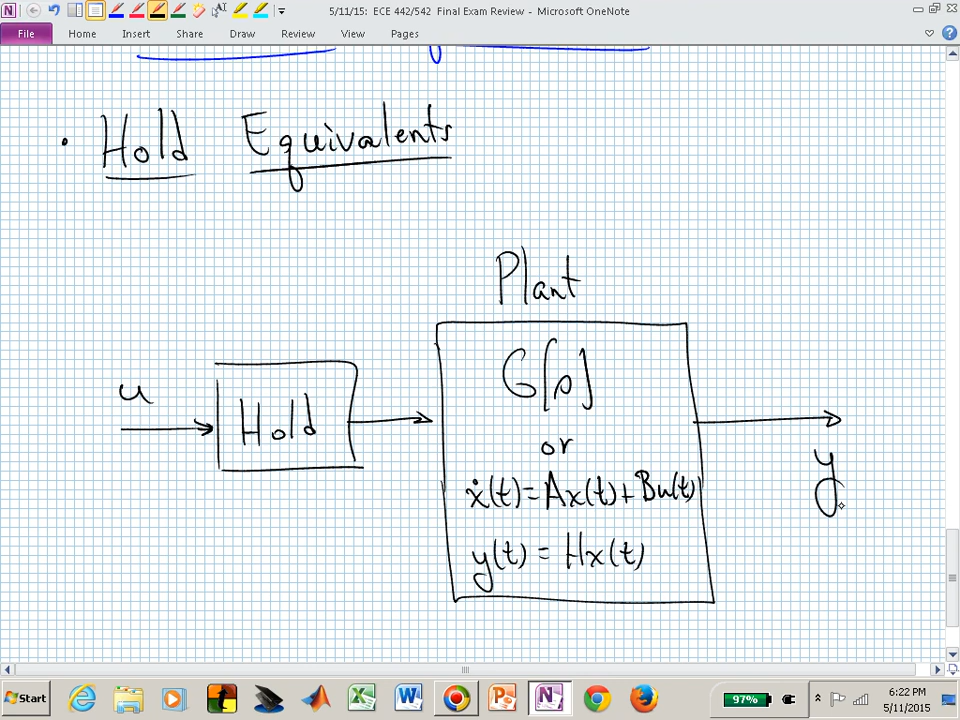 5/11/15: ECE 442/542 Final Exam Review - Microsoft OneNote
File Home Insert Share Draw Review View Pages
• Hold Equivalents
Plant
u
Hold
G[s]
or
ẋ(t)=Ax(t)+Bu(t)
y(t) = Hx(t)
y
Start
97%
6:22 PM
5/11/2015